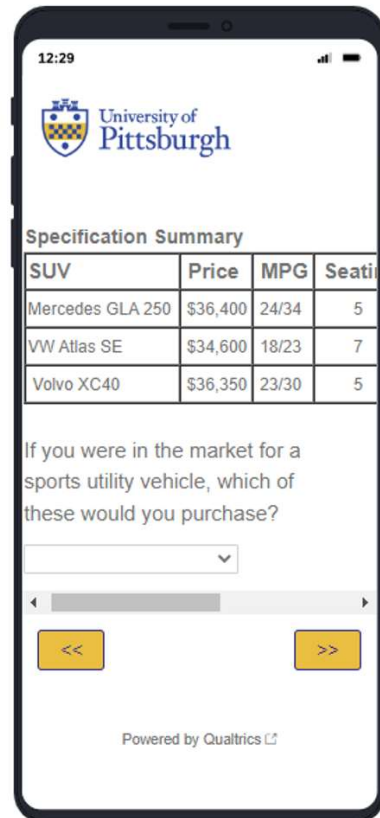 12:29
University of
Pittsburgh
Specification Summary
SUV Price MPG Seatin
Mercedes GLA 250 $36,400 24/34 5
VW Atlas SE $34,600 18/23 7
Volvo XC40 $36,350 23/30 5
If you were in the market for a
sports utility vehicle, which of
these would you purchase?
<< >>
Powered by Qualtrics